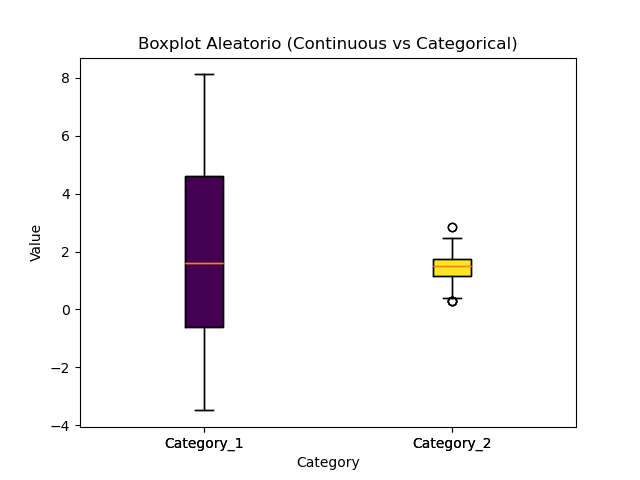 Boxplot Aleatorio (Continuous vs Categorical)
8
6
4
2
0
−2
−4
Value
Category_1
Category_2
Category